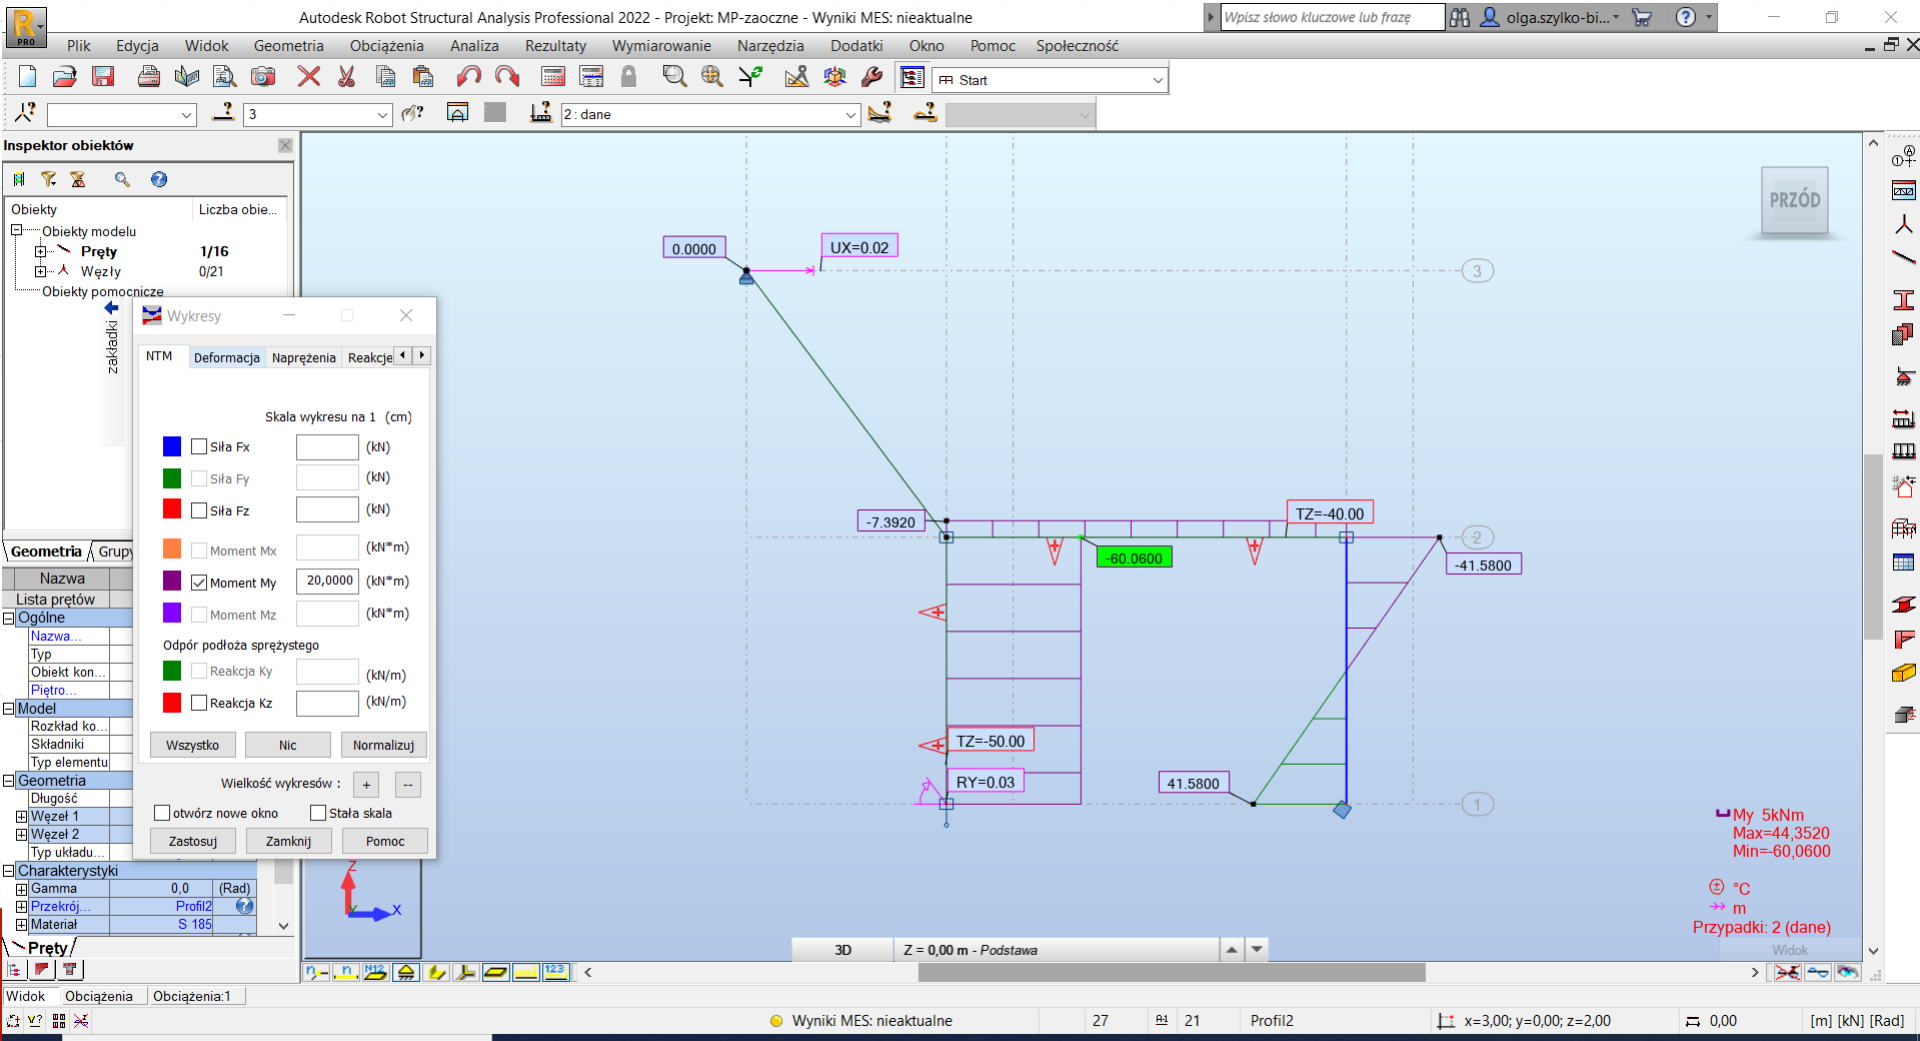 Autodesk Robot Structural Analysis Professional 2022 - Projekt: MP-zaoczne - Wyniki MES: nieaktualne
Wpisz słowo kluczowe lub frazę
olga.szylko-bi...
PRO
Plik Edycja Widok Geometria Obciążenia Analiza Rezultaty Wymiarowanie Narzędzia Dodatki Okno Pomoc Społeczność
Start
3
2 : dane
Inspektor obiektów
Obiekty Liczba obie...
Obiekty modelu
Pręty 1/16
Węzły 0/21
Obiekty pomocnicze
zakładki
Geometria Grupy
Nazwa
Lista prętów
Ogólne
Nazwa...
Typ
Obiekt kon...
Piętro...
Model
Rozkład ko...
Składniki
Typ elementu
Geometria
Długość
Węzeł 1
Węzeł 2
Typ układu...
Charakterystyki
Gamma 0,0 (Rad)
Przekrój... Profil2
Materiał S 185
Pręty
Wykresy
NTM Deformacja Naprężenia Reakcje
Skala wykresu na 1 (cm)
Siła Fx (kN)
Siła Fy (kN)
Siła Fz (kN)
Moment Mx (kN*m)
Moment My 20,0000 (kN*m)
Moment Mz (kN*m)
Odpór podłoża sprężystego
Reakcja Ky (kN/m)
Reakcja Kz (kN/m)
Wszystko Nic Normalizuj
Wielkość wykresów : + --
otwórz nowe okno Stała skala
Zastosuj Zamknij Pomoc
PRZÓD
0.0000
UX=0.02
3
-7.3920
TZ=-40.00
2
-60.0600
-41.5800
TZ=-50.00
RY=0.03
41.5800
1
My 5kNm
Max=44,3520
Min=-60,0600
°C
m
Przypadki: 2 (dane)
Widok
Z
Y
X
3D Z = 0,00 m - Podstawa
Widok Obciążenia Obciążenia:1
Wyniki MES: nieaktualne 27 21 Profil2 x=3,00; y=0,00; z=2,00 0,00 [m] [kN] [Rad]